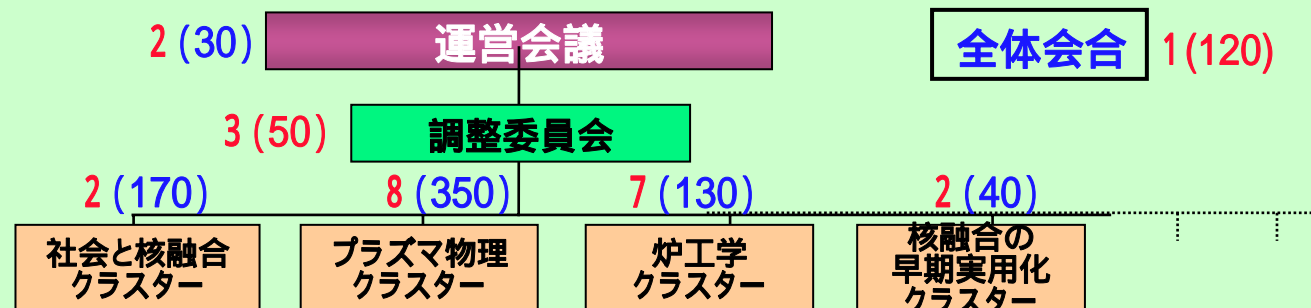 2 (30) 運営会議
全体会合 1 (120)
3 (50) 調整委員会
2 (170) 8 (350) 7 (130) 2 (40)
社会と核融合
クラスター
プラズマ物理
クラスター
炉工学
クラスター
核融合の
早期実用化
クラスター